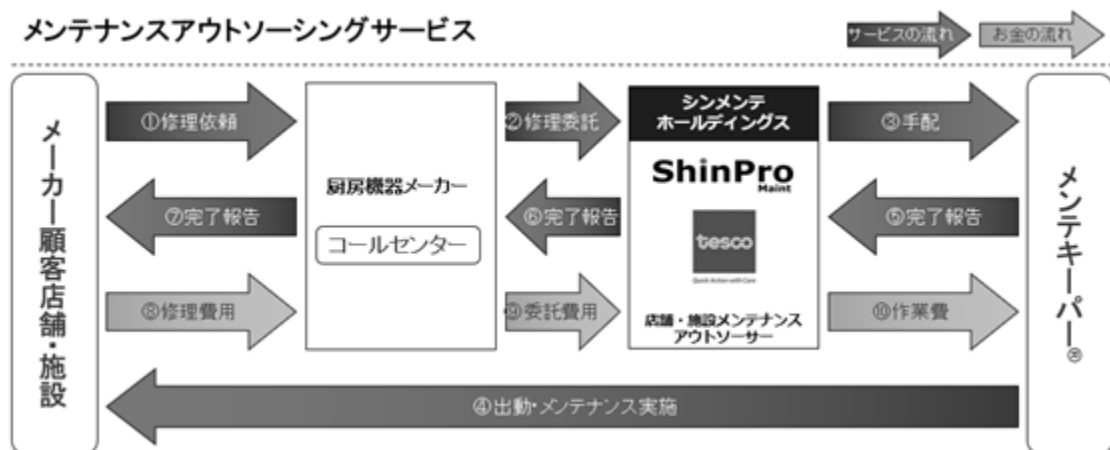 メンテナンスアウトソーシングサービス
サービスの流れ
お金の流れ
メーカー顧客店舗・施設
①修理依頼
⑦完了報告
⑧修理費用
厨房機器メーカー
コールセンター
②修理委託
⑥完了報告
⑨委託費用
シンメンテ
ホールディングス
ShinPro
Maint
tesco
Quick Action with Care
店舗・施設メンテナンス
アウトソーサー
③手配
⑤完了報告
⑩作業費
④出動・メンテナンス実施
メンテキーパー®